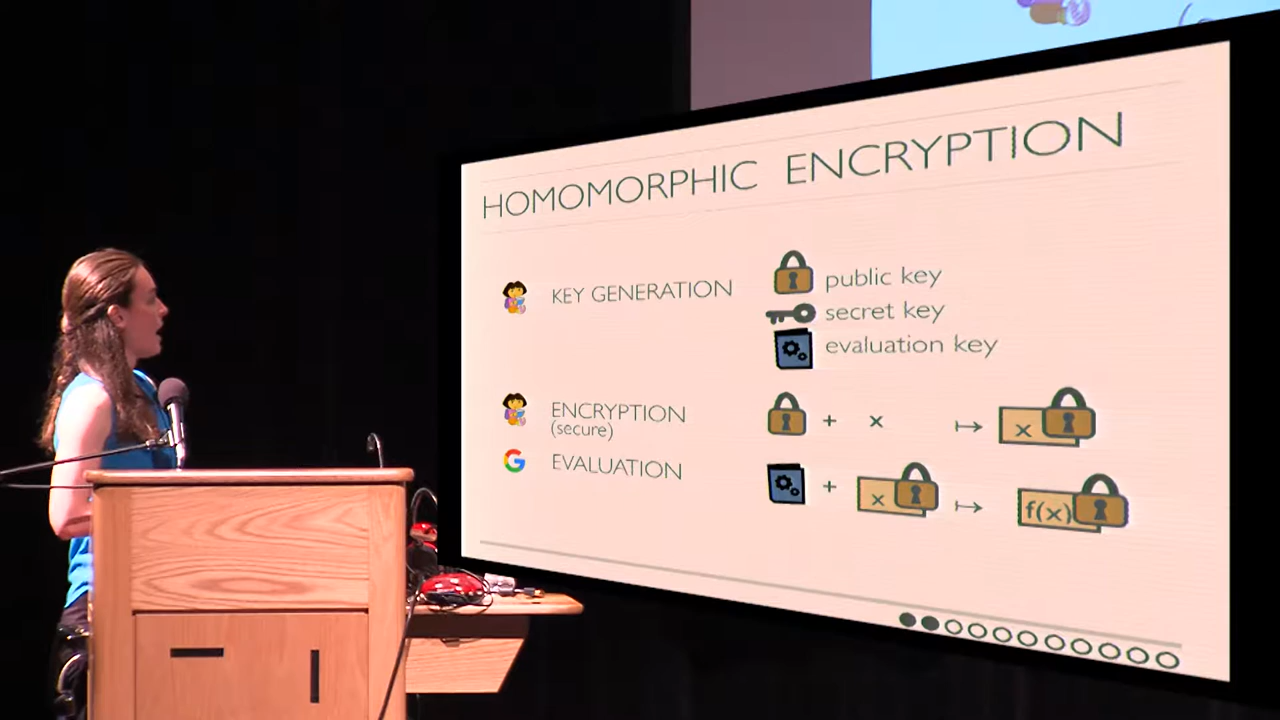 HOMOMORPHIC ENCRYPTION
KEY GENERATION
public key
secret key
evaluation key
ENCRYPTION
(secure)
+ x ↦ x
EVALUATION
+ x ↦ f(x)